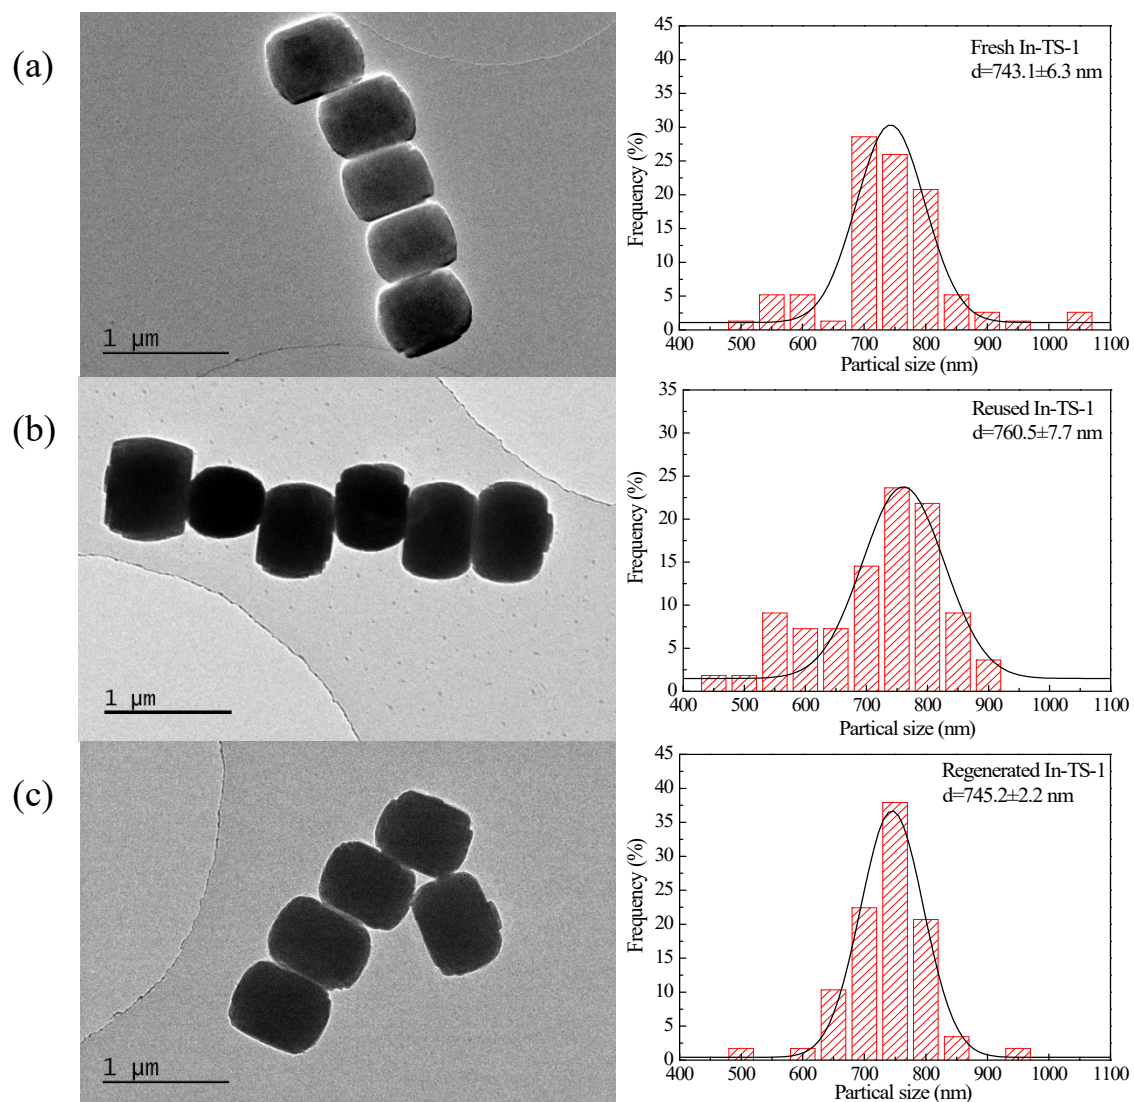 (a)
1 μm
45
40
35
30
25
20
15
10
5
0
Frequency (%)
Fresh In-TS-1
d=743.1±6.3 nm
400 500 600 700 800 900 1000 1100
Partical size (nm)
(b)
1 μm
35
30
25
20
15
10
5
0
Frequency (%)
Reused In-TS-1
d=760.5±7.7 nm
400 500 600 700 800 900 1000 1100
Partical size (nm)
(c)
1 μm
45
40
35
30
25
20
15
10
5
0
Frequency (%)
Regenerated In-TS-1
d=745.2±2.2 nm
400 500 600 700 800 900 1000 1100
Partical size (nm)